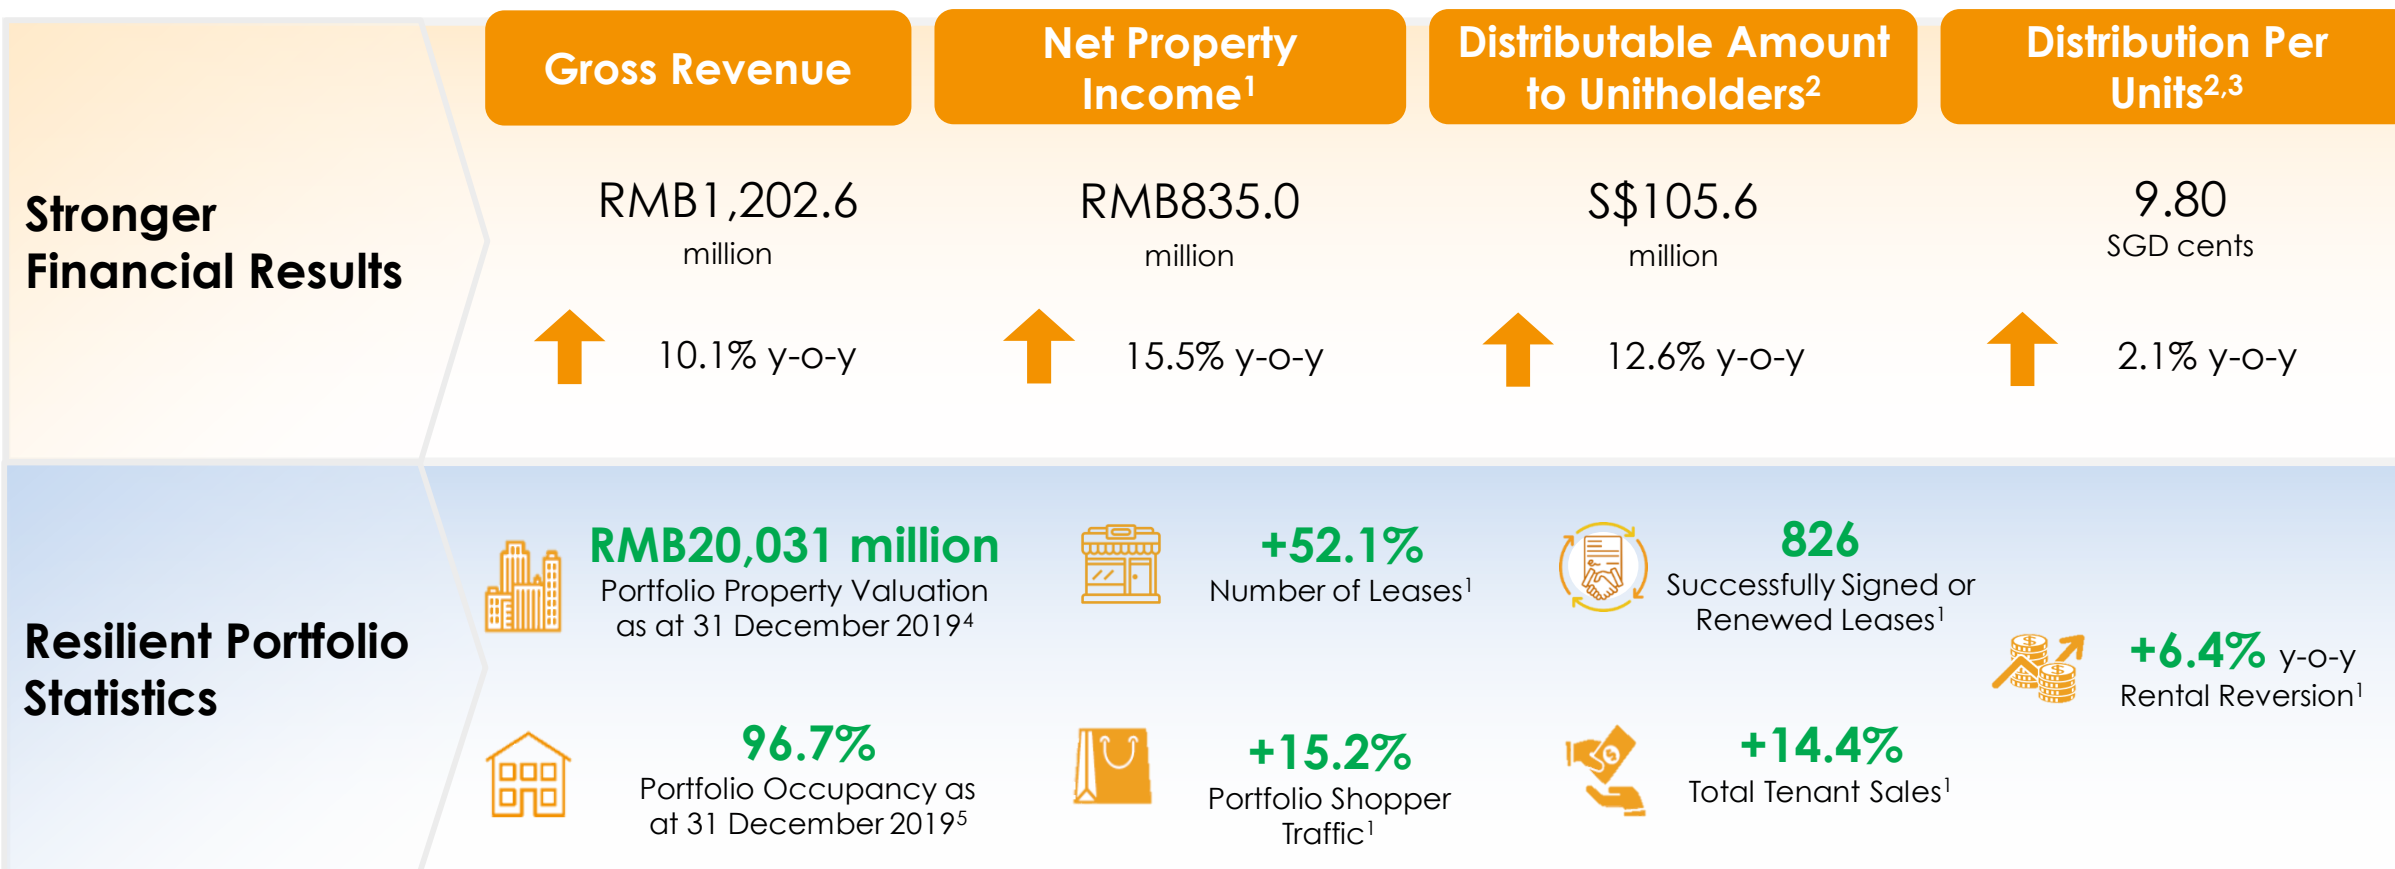 Gross Revenue
Net Property
Income¹
Distributable Amount
to Unitholders²
Distribution Per
Units²,³
Stronger
Financial Results
RMB1,202.6
million
RMB835.0
million
S$105.6
million
9.80
SGD cents
10.1% y-o-y
15.5% y-o-y
12.6% y-o-y
2.1% y-o-y
Resilient Portfolio
Statistics
RMB20,031 million
Portfolio Property Valuation
as at 31 December 2019⁴
+52.1%
Number of Leases¹
826
Successfully Signed or
Renewed Leases¹
+6.4% y-o-y
Rental Reversion¹
96.7%
Portfolio Occupancy as
at 31 December 2019⁵
+15.2%
Portfolio Shopper
Traffic¹
+14.4%
Total Tenant Sales¹